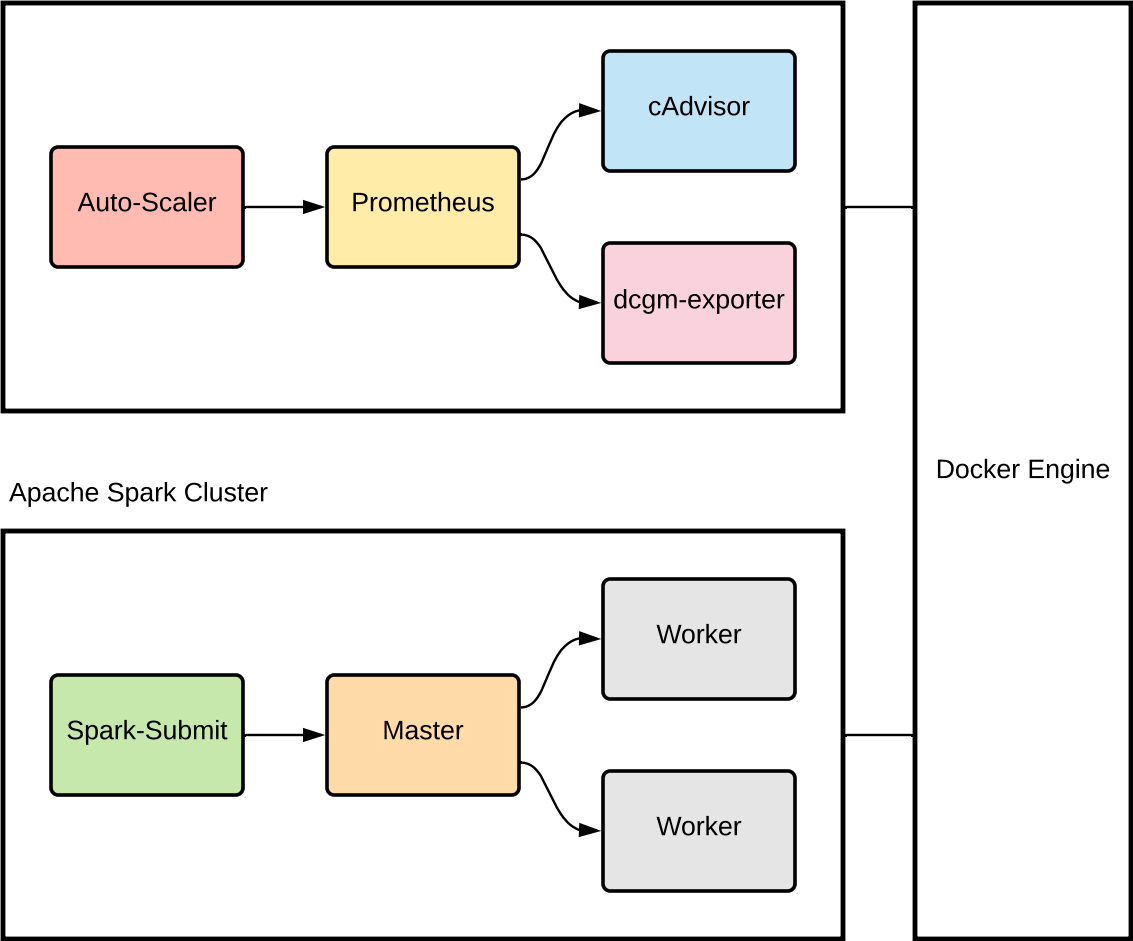 cAdvisor
Auto-Scaler
Prometheus
dcgm-exporter
Docker Engine
Apache Spark Cluster
Worker
Spark-Submit
Master
Worker